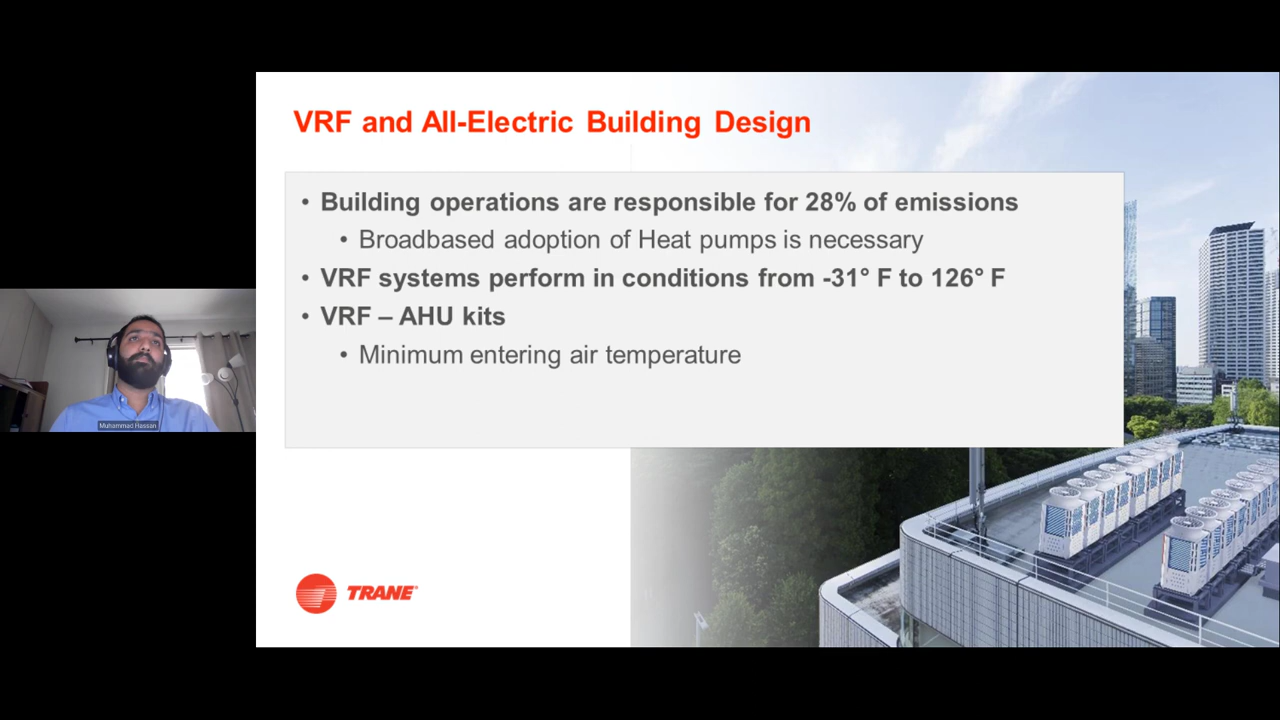 VRF and All-Electric Building Design
• Building operations are responsible for 28% of emissions
• Broadbased adoption of Heat pumps is necessary
• VRF systems perform in conditions from -31° F to 126° F
• VRF – AHU kits
• Minimum entering air temperature
Muhammad Hassan
TRANE